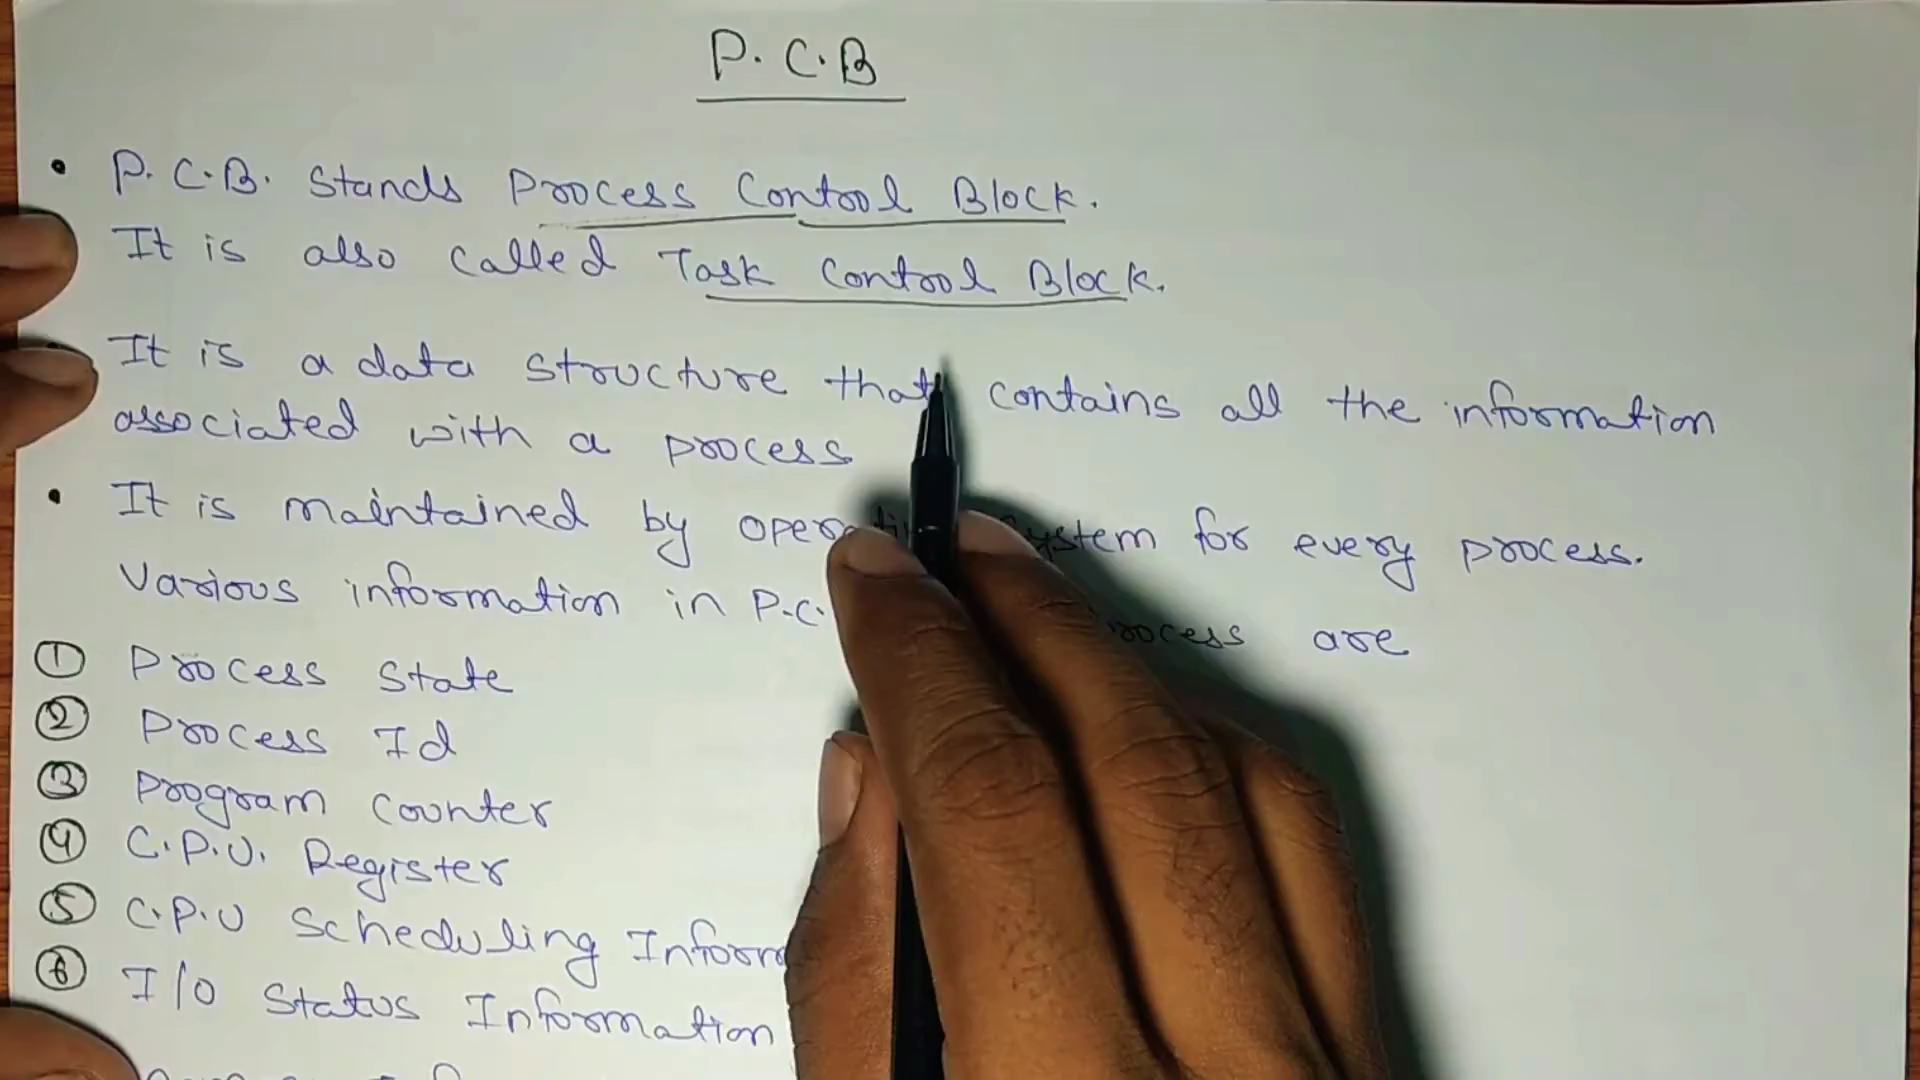 P.C.B
P.C.B. Stands Process Control Block.
It is also called Task Control Block.
It is a data structure that contains all the information
associated with a process
It is maintained by system for every process.
Various information in P.C. are
① Process State
② Process Id
③ Program Counter
④ C.P.U. Register
⑤ C.P.U Scheduling
⑥ I/O Status Information